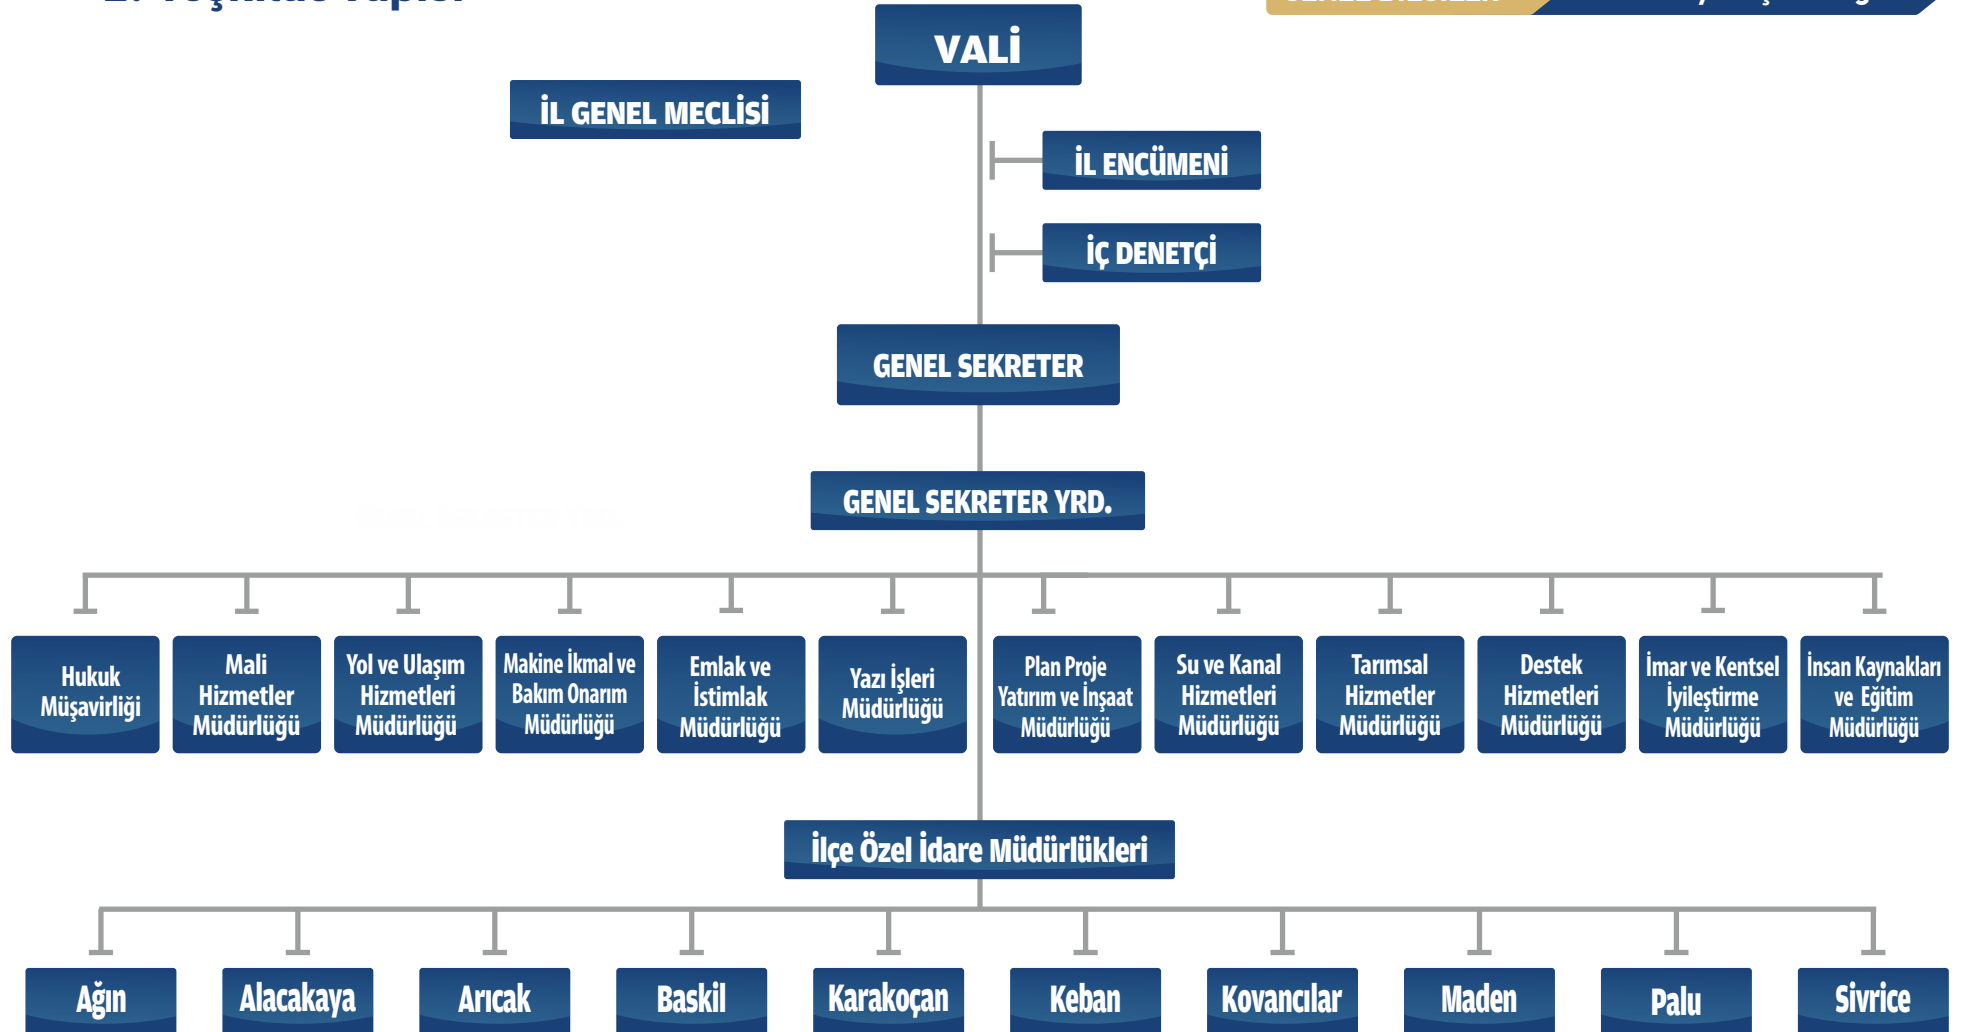 VALİ
İL GENEL MECLİSİ
İL ENCÜMENİ
İÇ DENETÇİ
GENEL SEKRETER
GENEL SEKRETER YRD.
Hukuk
Müşavirliği
Mali
Hizmetler
Müdürlüğü
Yol ve Ulaşım
Hizmetleri
Müdürlüğü
Makine İkmal ve
Bakım Onarım
Müdürlüğü
Emlak ve
İstimlak
Müdürlüğü
Yazı İşleri
Müdürlüğü
Plan Proje
Yatırım ve İnşaat
Müdürlüğü
Su ve Kanal
Hizmetleri
Müdürlüğü
Tarımsal
Hizmetler
Müdürlüğü
Destek
Hizmetleri
Müdürlüğü
İmar ve Kentsel
İyileştirme
Müdürlüğü
İnsan Kaynakları
ve Eğitim
Müdürlüğü
İlçe Özel İdare Müdürlükleri
Ağın
Alacakaya
Arıcak
Baskil
Karakoçan
Keban
Kovancılar
Maden
Palu
Sivrice